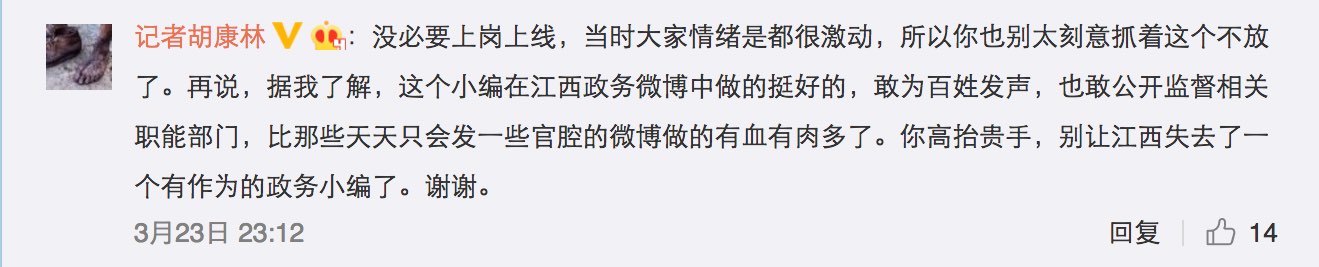 记者胡康林：没必要上岗上线，当时大家情绪是都很激动，所以你也别太刻意抓着这个不放
了。再说，据我了解，这个小编在江西政务微博中做的挺好的，敢为百姓发声，也敢公开监督相关
职能部门，比那些天天只会发一些官腔的微博做的有血有肉多了。你高抬贵手，别让江西失去了一
个有作为的政务小编了。谢谢。
3月23日 23:12 回复 14